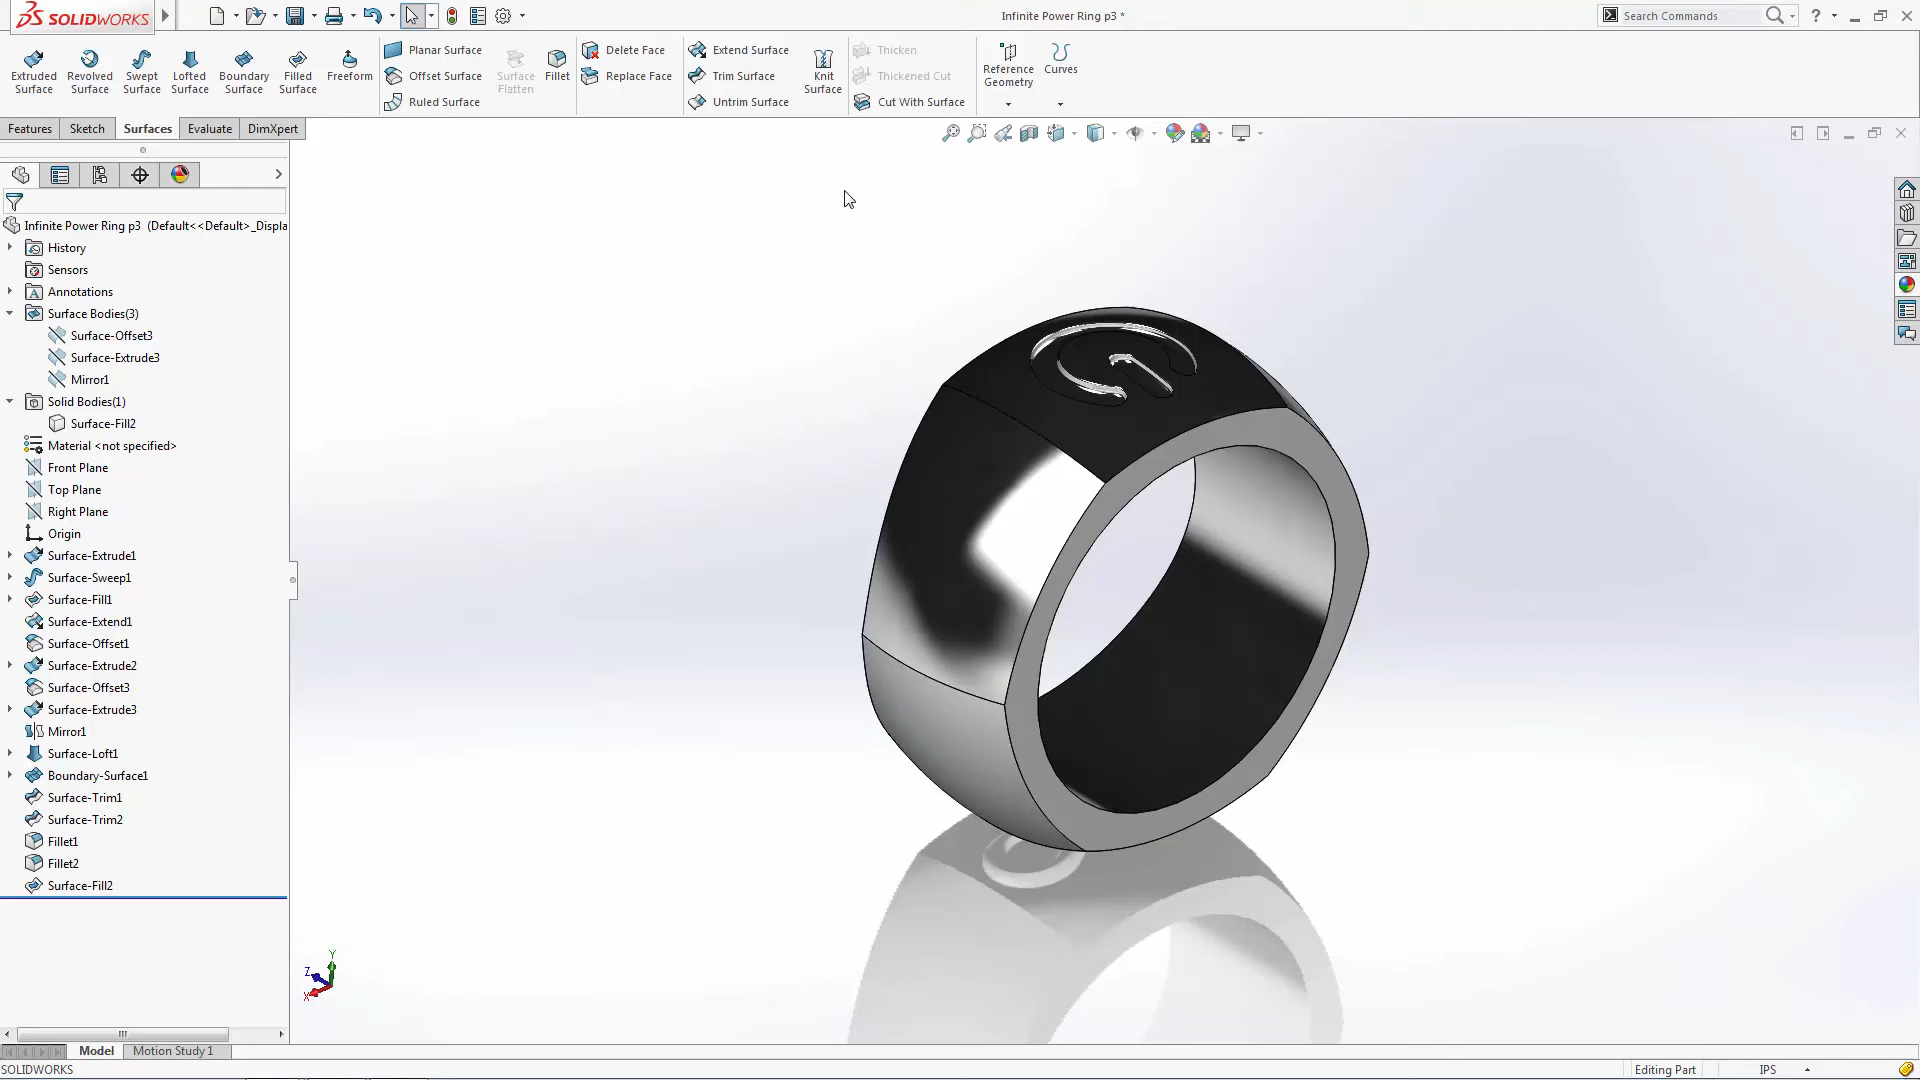 SOLIDWORKS
Infinite Power Ring p3 *
Search Commands
?
Extruded Surface
Revolved Surface
Swept Surface
Lofted Surface
Boundary Surface
Filled Surface
Freeform
Planar Surface
Offset Surface
Ruled Surface
Surface Flatten
Fillet
Delete Face
Replace Face
Extend Surface
Trim Surface
Untrim Surface
Knit Surface
Thicken
Thickened Cut
Cut With Surface
Reference Geometry
Curves
Features
Sketch
Surfaces
Evaluate
DimXpert
Infinite Power Ring p3 (Default<<Default>_Displa
History
Sensors
Annotations
Surface Bodies(3)
Surface-Offset3
Surface-Extrude3
Mirror1
Solid Bodies(1)
Surface-Fill2
Material <not specified>
Front Plane
Top Plane
Right Plane
Origin
Surface-Extrude1
Surface-Sweep1
Surface-Fill1
Surface-Extend1
Surface-Offset1
Surface-Extrude2
Surface-Offset3
Surface-Extrude3
Mirror1
Surface-Loft1
Boundary-Surface1
Surface-Trim1
Surface-Trim2
Fillet1
Fillet2
Surface-Fill2
Y
Z
X
Model
Motion Study 1
SOLIDWORKS
Editing Part
IPS